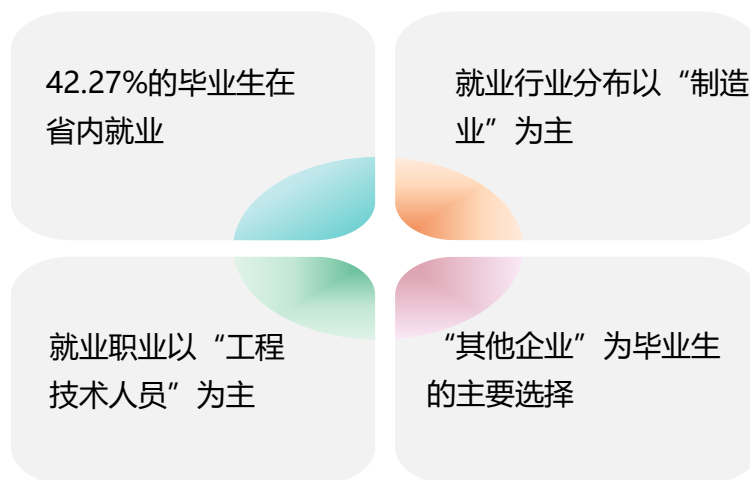 42.27%的毕业生在
省内就业
就业行业分布以“制造
业”为主
就业职业以“工程
技术人员”为主
“其他企业”为毕业生
的主要选择